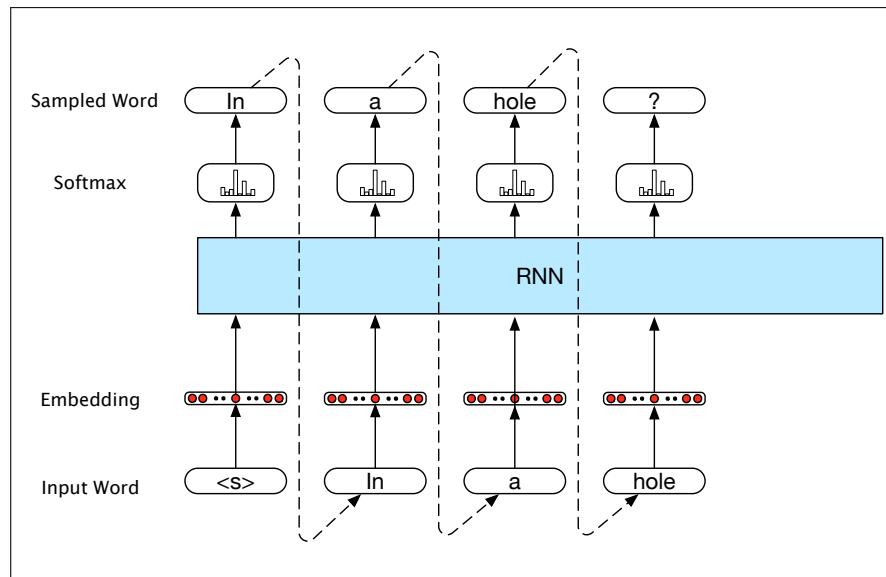 Sampled Word In a hole ?
Softmax
RNN
Embedding
Input Word <s> In a hole